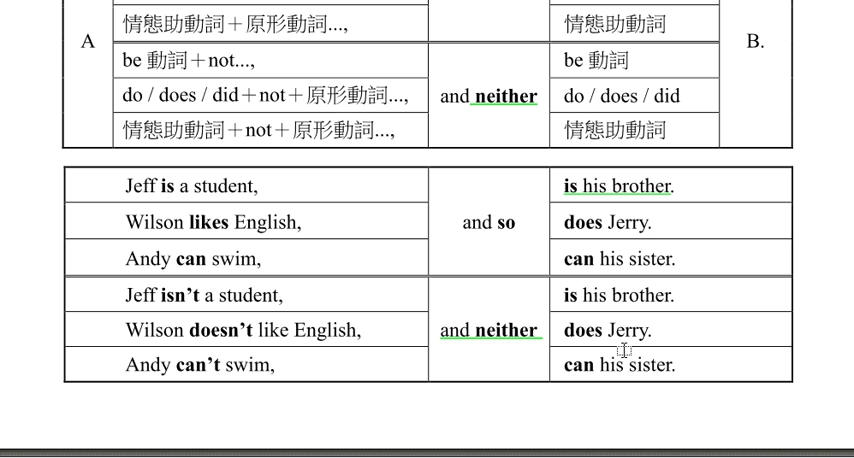 情態助動詞＋原形動詞..., 情態助動詞
A B.
be 動詞＋not..., be 動詞
do / does / did＋not＋原形動詞..., and neither do / does / did
情態助動詞＋not＋原形動詞..., 情態助動詞
Jeff is a student, is his brother.
Wilson likes English, and so does Jerry.
Andy can swim, can his sister.
Jeff isn’t a student, is his brother.
Wilson doesn’t like English, and neither does Jerry.
Andy can’t swim, can his sister.